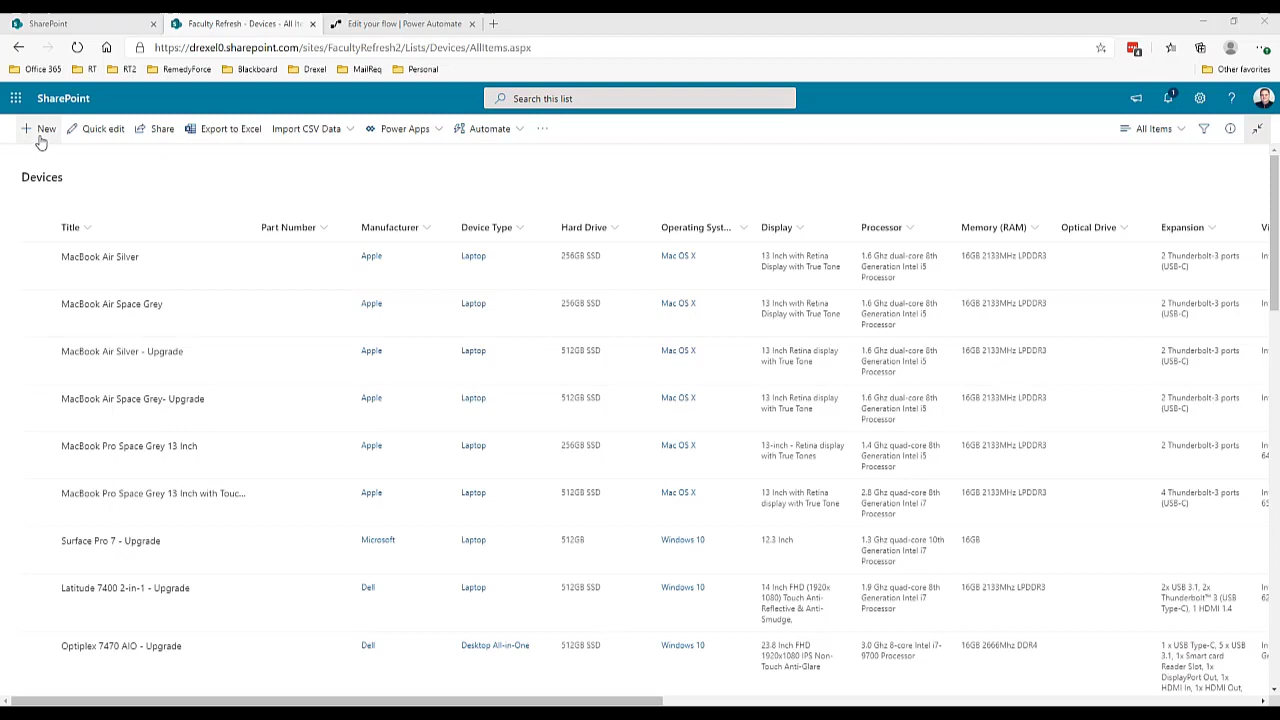 SharePoint
Faculty Refresh - Devices - All Ite
Edit your flow | Power Automate
https://drexel0.sharepoint.com/sites/FacultyRefresh2/Lists/Devices/AllItems.aspx
Office 365 RT RT2 RemedyForce Blackboard Drexel MailReq Personal Other favorites
SharePoint Search this list 1
New Quick edit Share Export to Excel Import CSV Data Power Apps Automate ... All Items
Devices
Title Part Number Manufacturer Device Type Hard Drive Operating Syst... Display Processor Memory (RAM) Optical Drive Expansion Vi
MacBook Air Silver Apple Laptop 256GB SSD Mac OS X 13 Inch with Retina 1.6 Ghz dual-core 8th 16GB 2133MHz LPDDR3 2 Thunderbolt-3 ports
Display with True Tone Generation Intel i5 (USB-C)
Processor
MacBook Air Space Grey Apple Laptop 256GB SSD Mac OS X 13 Inch with Retina 1.6 Ghz dual-core 8th 16GB 2133MHz LPDDR3 2 Thunderbolt-3 ports
Display with True Tone Generation Intel i5 (USB-C)
Processor
MacBook Air Silver - Upgrade Apple Laptop 512GB SSD Mac OS X 13 Inch Retina display 1.6 Ghz dual-core 8th 16GB 2133MHz LPDDR3 2 Thunderbolt-3 ports
with True Tone Generation Intel i5 (USB-C)
Processor
MacBook Air Space Grey- Upgrade Apple Laptop 512GB SSD Mac OS X 13 Inch Retina display 1.6 Ghz dual-core 8th 16GB 2133MHz LPDDR3 2 Thunderbolt-3 ports
with True Tone Generation Intel i5 (USB-C)
Processor
MacBook Pro Space Grey 13 Inch Apple Laptop 256GB SSD Mac OS X 13-inch - Retina display 1.4 Ghz quad-core 8th 16GB 2133MHz LPDDR3 2 Thunderbolt-3 ports
with True Tones Generation Intel i5 (USB-C) 64
Processor
MacBook Pro Space Grey 13 Inch with Touc... Apple Laptop 512GB SSD Mac OS X 13 Inch with Retina 2.8 Ghz quad-core 8th 16GB 2133MHz LPDDR3 4 Thunderbolt-3 ports
display with True Tone Generation Intel i7 (USB-C) 65
Processor
Surface Pro 7 - Upgrade Microsoft Laptop 512GB Windows 10 12.3 Inch 1.3 Ghz quad-core 10th 16GB
Generation Intel i7
Processor
Latitude 7400 2-in-1 - Upgrade Dell Laptop 512GB SSD Windows 10 14 Inch FHD (1920x 1.9 Ghz quad-core 8th 16GB 2133MHz LPDDR3 2x USB 3.1, 2x
1080) Touch Anti- Generation Intel i7 Thunderbolt™ 3 (USB 62
Reflective & Anti- Processor Type-C), 1 HDMI 1.4
Smudge,
Optiplex 7470 AIO - Upgrade Dell Desktop All-in-One 512GB SSD Windows 10 23.8 Inch FHD 3.0 Ghz 8-core Intel i7- 16GB 2666MHz DDR4 1 x USB Type-C, 5 x USB
1920x1080 IPS Non- 9700 Processor 3.1, 1x Smart card
Touch Anti-Glare Reader Slot, 1x
DisplayPort Out, 1x
HDMI In, 1x HDMI Out,